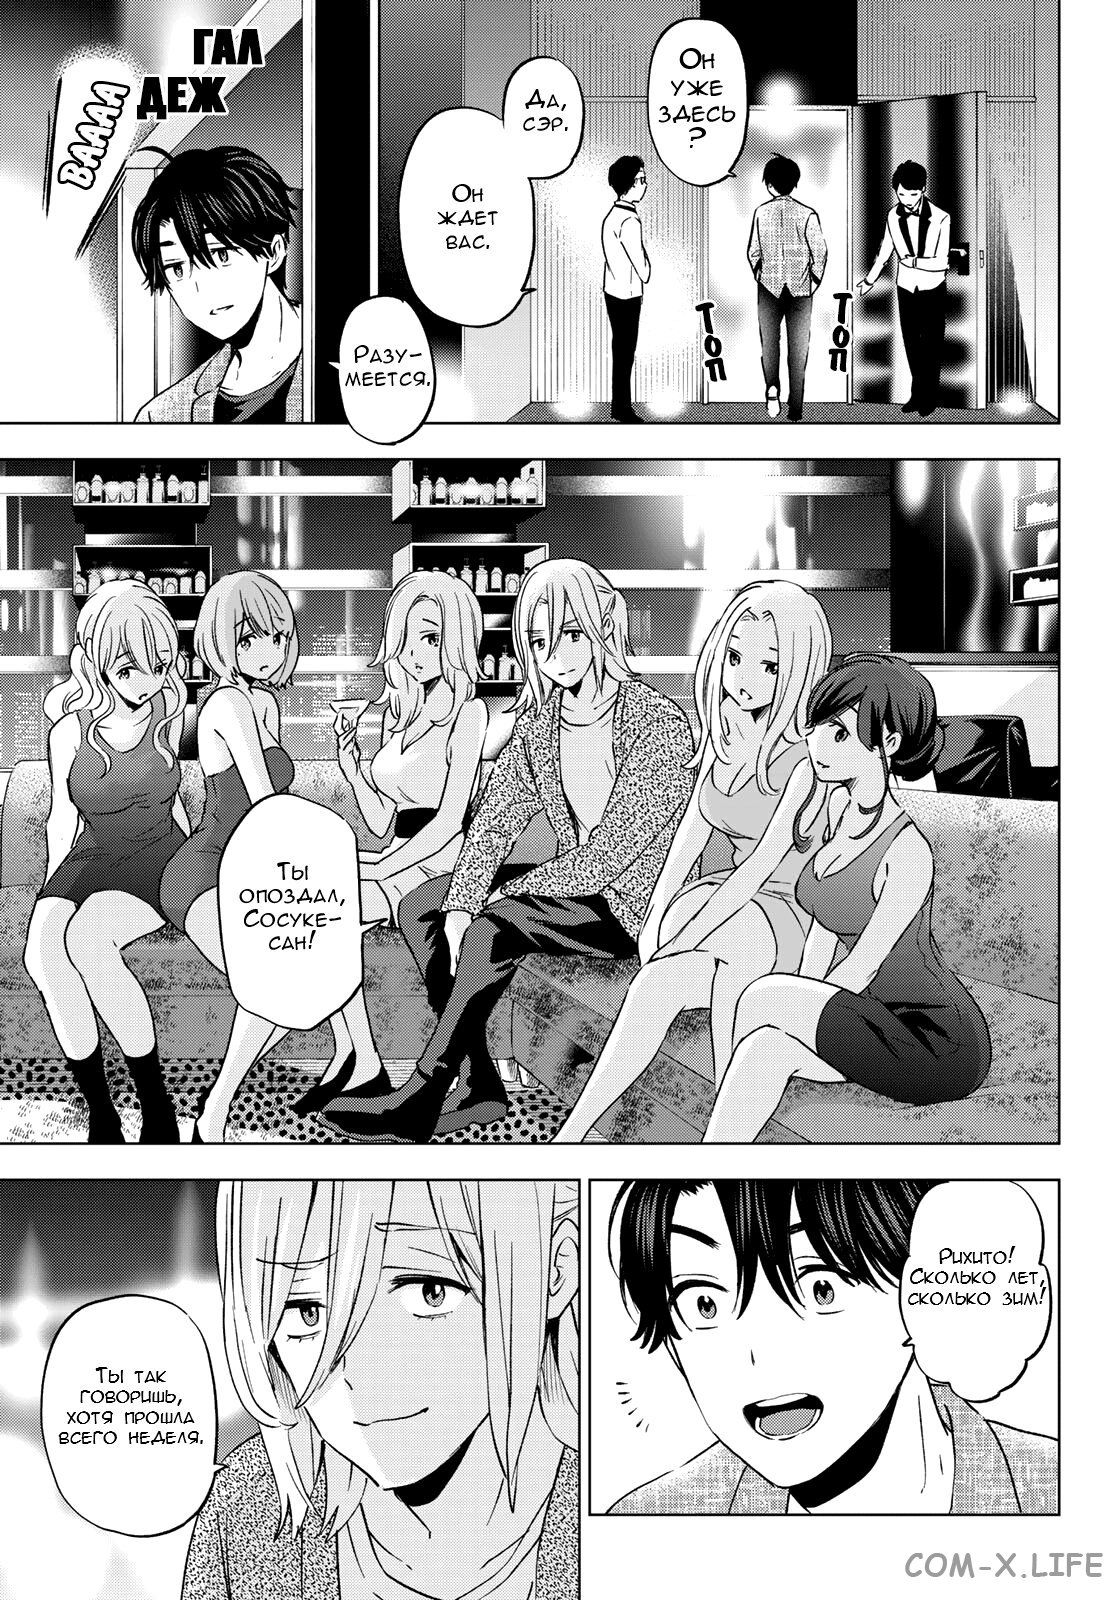 Он
уже
здесь
?
Да,
сэр.
Он
ждет
вас.
ТОП
ТОП
ГАЛ
ДЕЖ
ВАААА
Разу-
меется.
Ты
опоздал,
Сосуке-
сан!
Рихито!
Сколько лет,
сколько зим!
Ты так
говоришь,
хотя прошла
всего неделя.
COM-X.LIFE